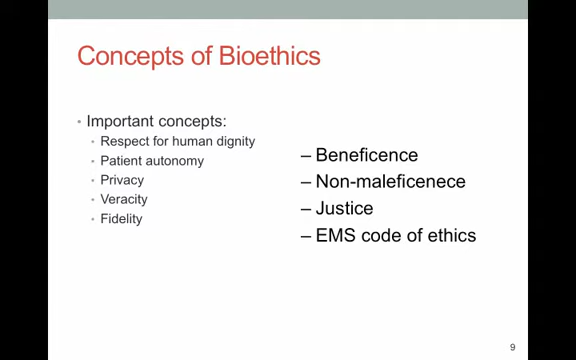 Concepts of Bioethics
• Important concepts:
• Respect for human dignity
• Patient autonomy
• Privacy
• Veracity
• Fidelity
– Beneficence
– Non-maleficenece
– Justice
– EMS code of ethics
9